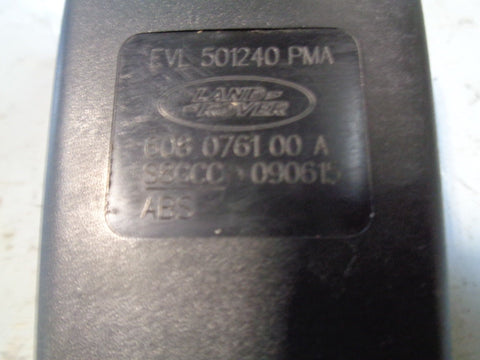 EVL 501240 PMA
LAND-
-ROVER
608 0761 00 A
090615
ABS